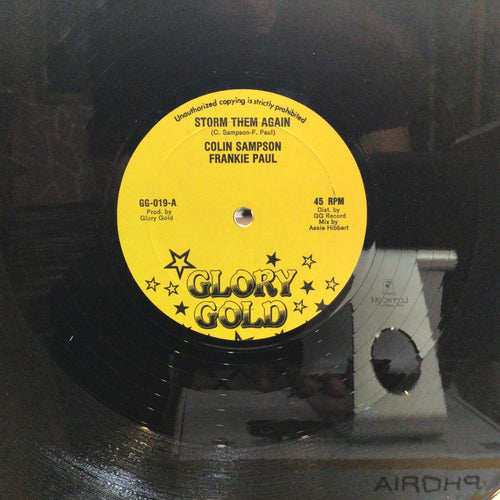 Unauthorized copying is strictly prohibited
STORM THEM AGAIN
(C. Sampson-F. Paul)
COLIN SAMPSON
FRANKIE PAUL
GG-019-A
Prod. by
Glory Gold
45 RPM
Dist. by
GG Record
Mix by
Assie Hibbert
GLORY
GOLD